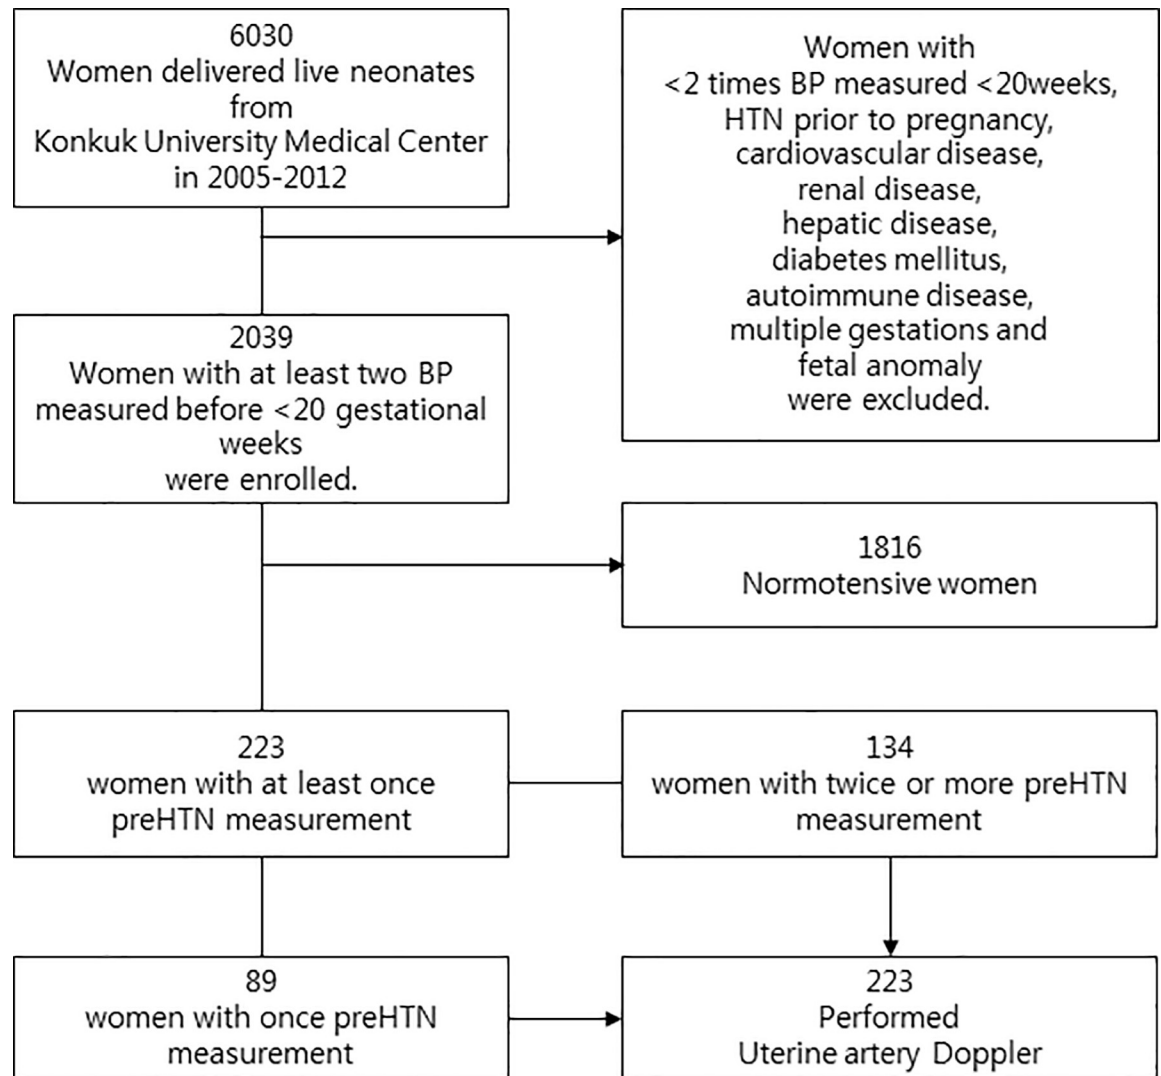 6030
Women delivered live neonates
from
Konkuk University Medical Center
in 2005-2012
Women with
<2 times BP measured <20weeks,
HTN prior to pregnancy,
cardiovascular disease,
renal disease,
hepatic disease,
diabetes mellitus,
autoimmune disease,
multiple gestations and
fetal anomaly
were excluded.
2039
Women with at least two BP
measured before <20 gestational
weeks
were enrolled.
1816
Normotensive women
223
women with at least once
preHTN measurement
134
women with twice or more preHTN
measurement
89
women with once preHTN
measurement
223
Performed
Uterine artery Doppler